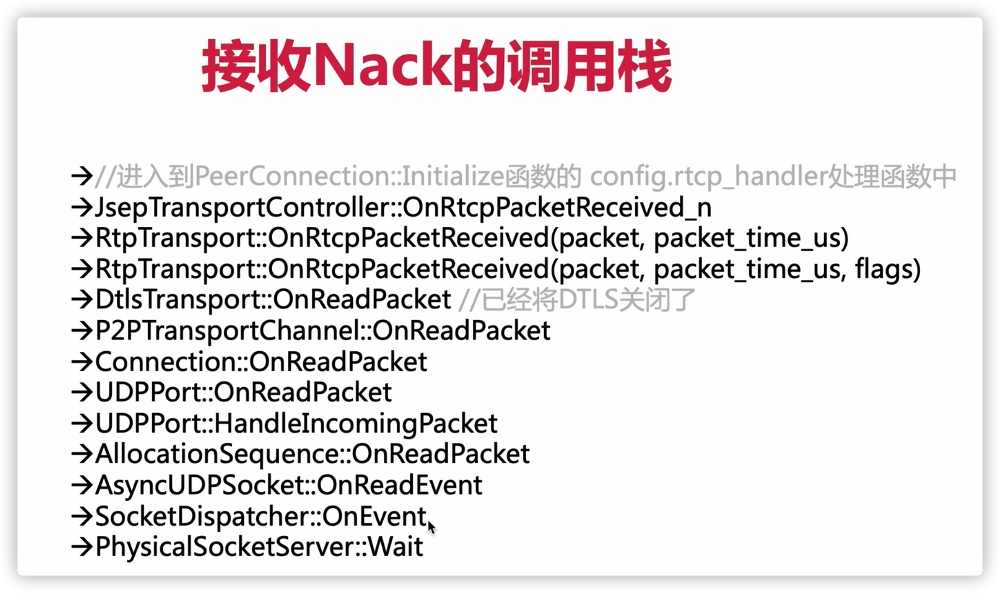 接收Nack的调用栈
→//进入到PeerConnection::Initialize函数的 config.rtcp_handler处理函数中
→JsepTransportController::OnRtcpPacketReceived_n
→RtpTransport::OnRtcpPacketReceived(packet, packet_time_us)
→RtpTransport::OnRtcpPacketReceived(packet, packet_time_us, flags)
→DtlsTransport::OnReadPacket //已经将DTLS关闭了
→P2PTransportChannel::OnReadPacket
→Connection::OnReadPacket
→UDPPort::OnReadPacket
→UDPPort::HandleIncomingPacket
→AllocationSequence::OnReadPacket
→AsyncUDPSocket::OnReadEvent
→SocketDispatcher::OnEvent
→PhysicalSocketServer::Wait